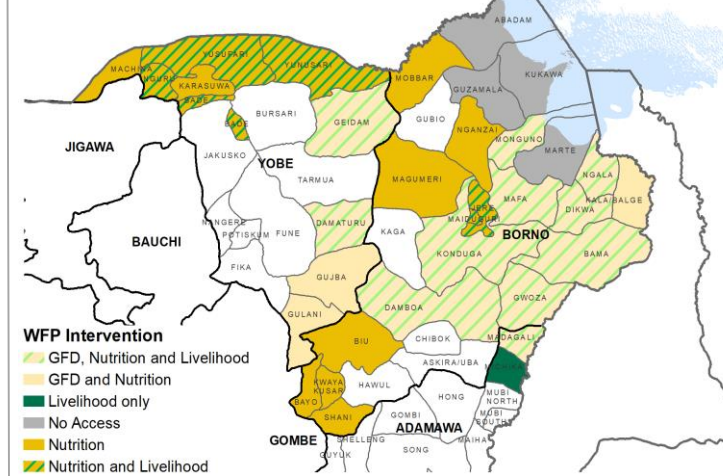 ABADAM
YUSUFARI
MACHINA
YUNUSARI
NGURU
MOBBAR
KUKAWA
KARASUWA
GUZAMALA
BADE
BURSARI
GUBIO
BADE
GEIDAM
NGANZAI
MONGUNO
JIGAWA
MARTE
JAKUSKO
YOBE
NGALA
TARMUA
MAGUMERI
MAFA
KALA/BALGE
JERE
DIKWA
NANGERE
DAMATURU
MAIDUGURI
POTISKUM
FUNE
KAGA
BORNO
BAUCHI
KONDUGA
BAMA
FIKA
GUJBA
GWOZA
GULANI
DAMBOA
WFP Intervention
GFD, Nutrition and Livelihood
GFD and Nutrition
Livelihood only
No Access
Nutrition
Nutrition and Livelihood
BIU
CHIBOK
MADAGALI
ASKIRA/UBA
MICHIKA
KWAYA
KUSAR
HAWUL
BAYO
HONG
MUBI
NORTH
SHANI
GOMBI
MUBI
SOUTH
GOMBE
ADAMAWA
SHELLENG
MAIHA
SONG
GUYUK